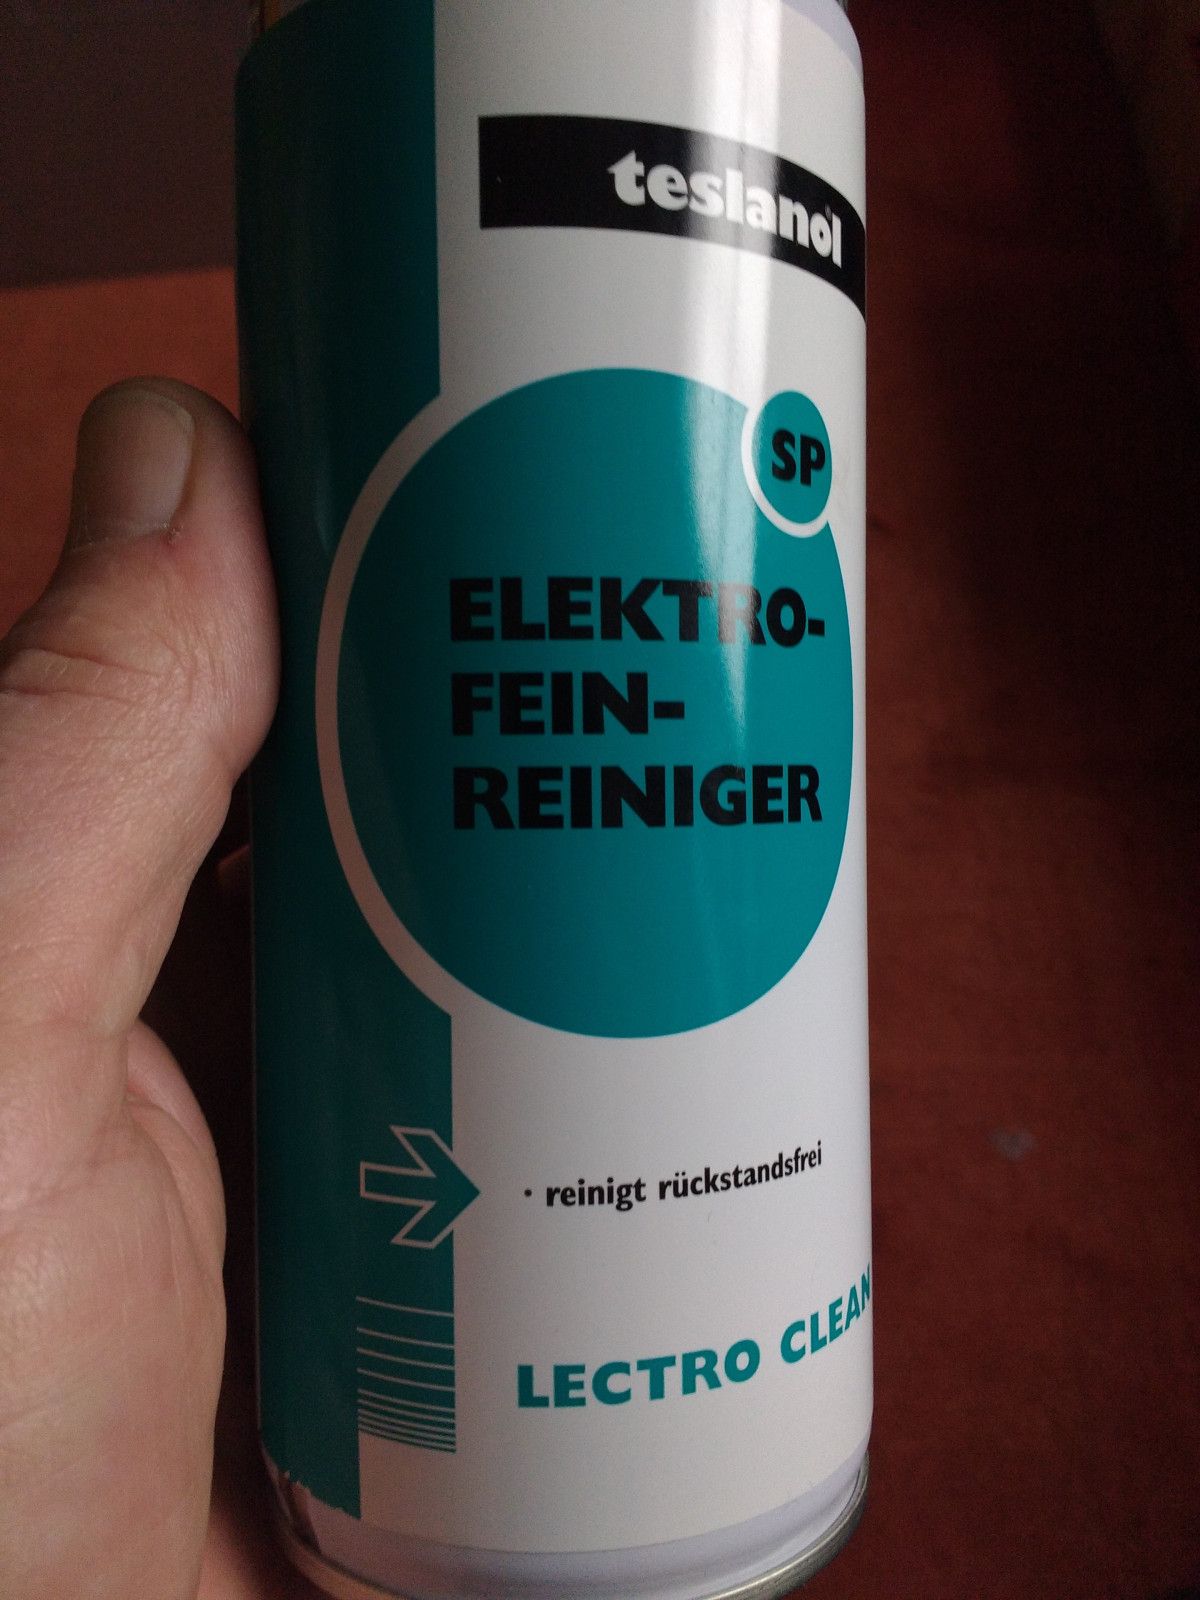 teslanol
SP
ELEKTRO-
FEIN-
REINIGER
· reinigt rückstandsfrei
LECTRO CLEAN